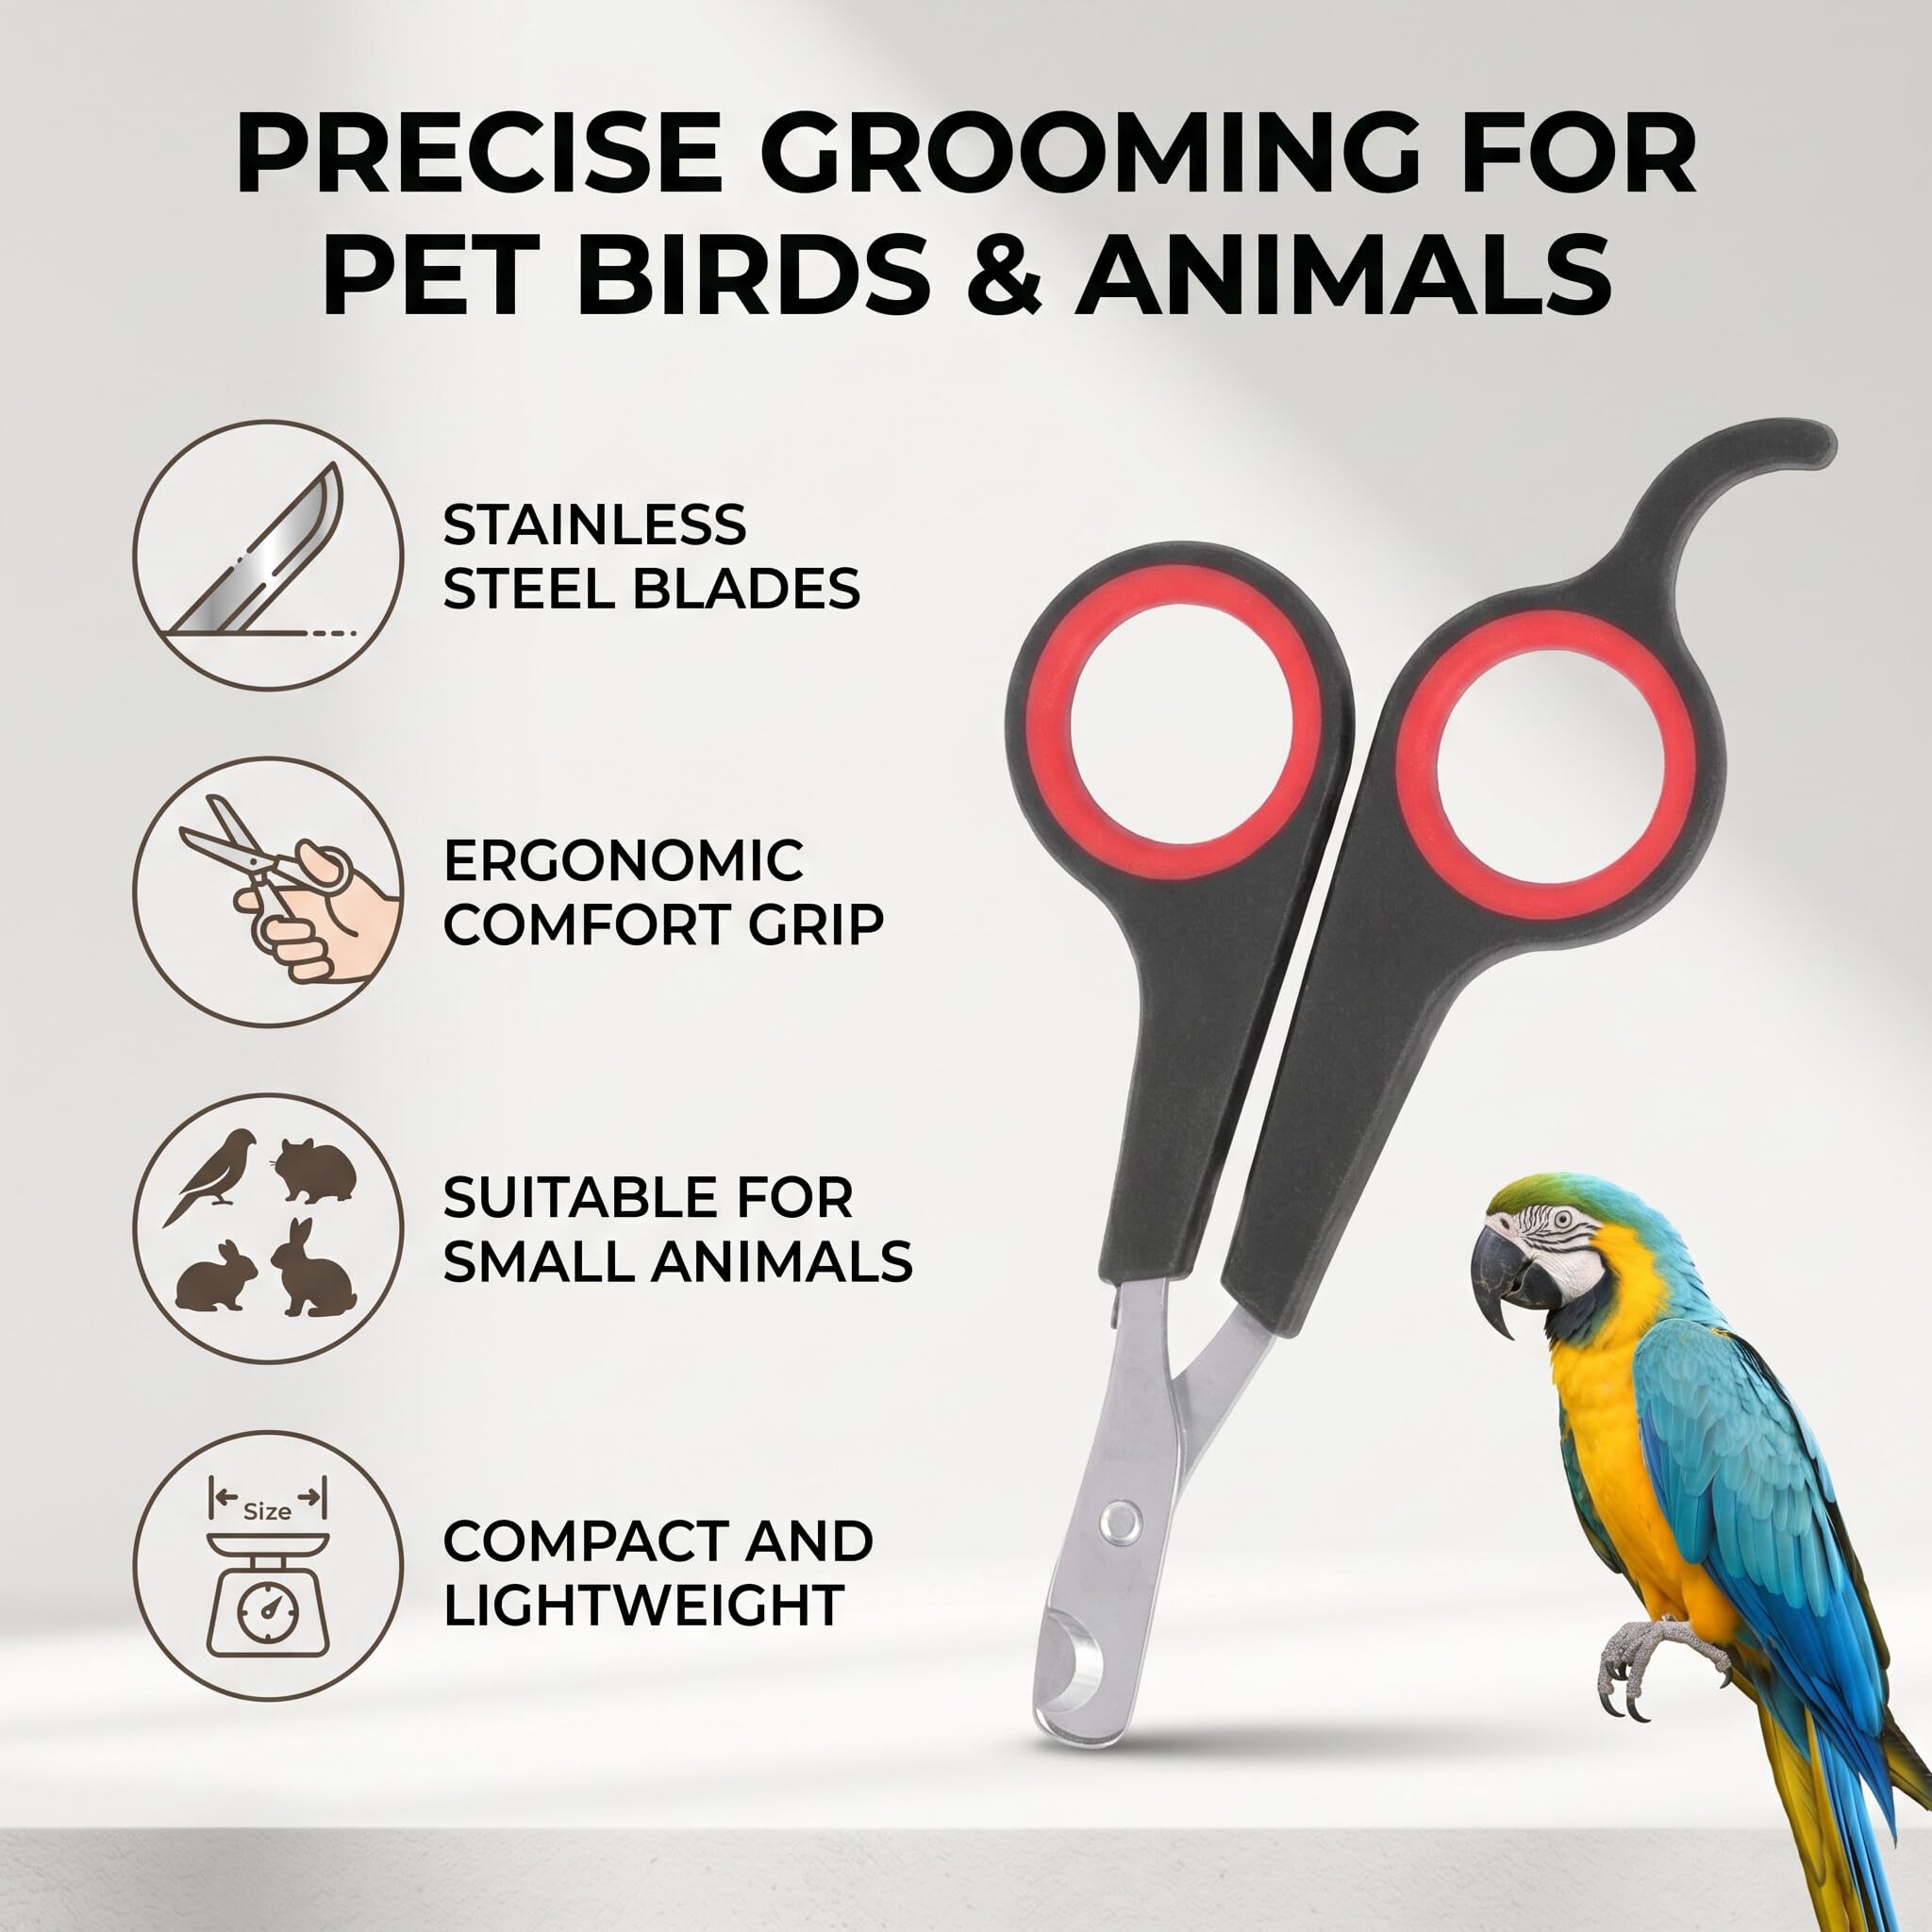 PRECISE GROOMING FOR
PET BIRDS & ANIMALS
STAINLESS
STEEL BLADES
ERGONOMIC
COMFORT GRIP
SUITABLE FOR
SMALL ANIMALS
Size
COMPACT AND
LIGHTWEIGHT